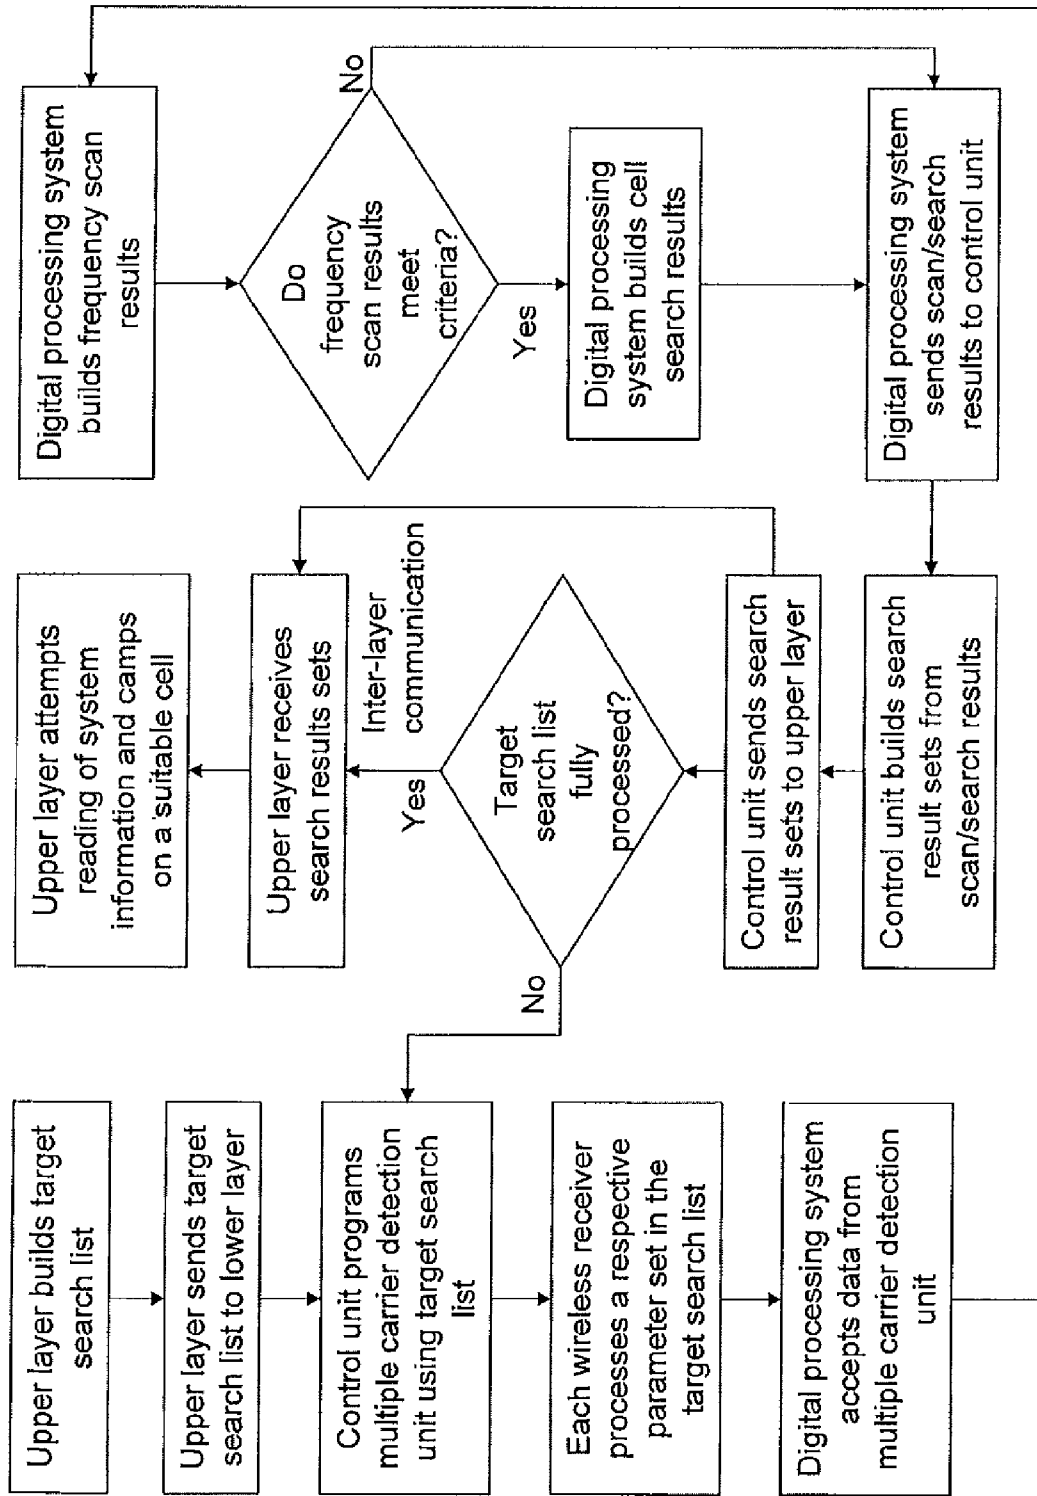 Upper layer builds target
search list
Upper layer sends target
search list to lower layer
Control unit programs
multiple carrier detection
unit using target search
list
Each wireless receiver
processes a respective
parameter set in the
target search list
Digital processing system
accepts data from
multiple carrier detection
unit
Upper layer attempts
reading of system
information and camps
on a suitable cell
Upper layer receives
search results sets
Inter-layer
communication
Yes
Target
search list
fully
processed?
No
Control unit sends search
result sets to upper layer
Control unit builds search
result sets from
scan/search results
Digital processing system
builds frequency scan
results
Do
frequency
scan results
meet
criteria?
No
Yes
Digital processing
system builds cell
search results
Digital processing system
sends scan/search
results to control unit